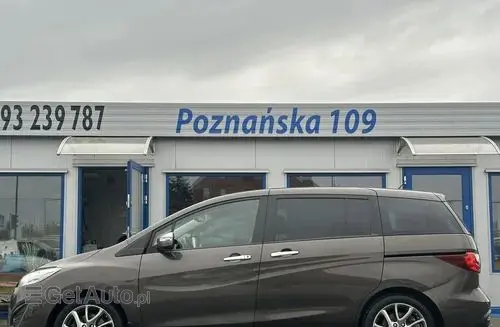 93 239 787
Poznańska 109
GetAuto.pl